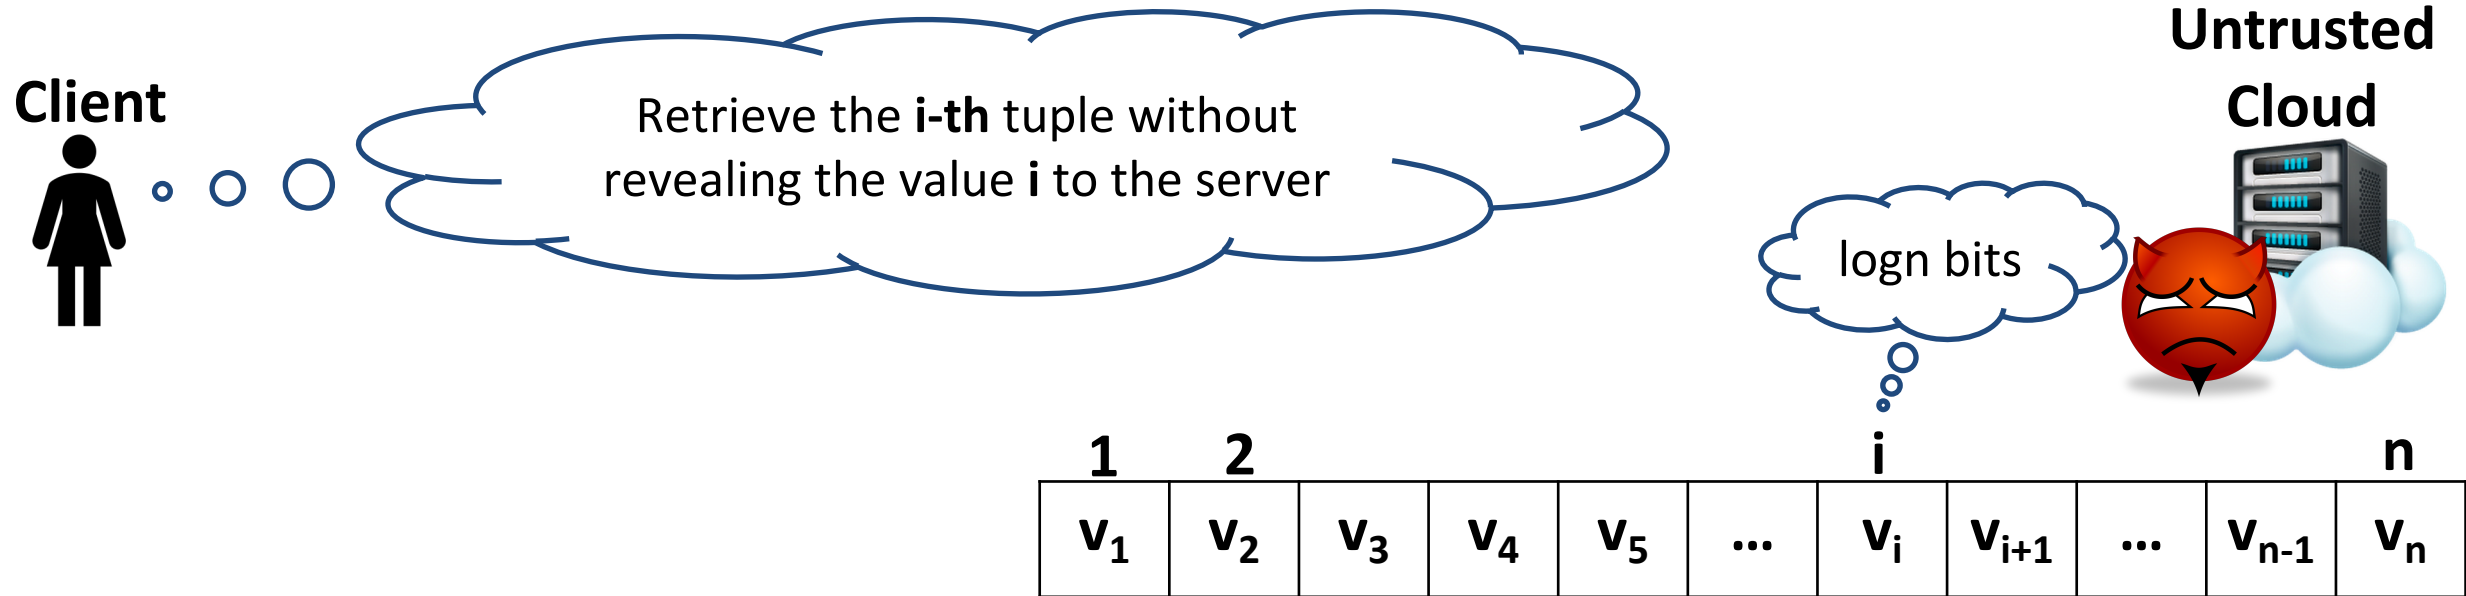 Client
Retrieve the i-th tuple without
revealing the value i to the server
Untrusted
Cloud
logn bits
1 2 i n
v1 v2 v3 v4 v5 ... vi vi+1 ... vn-1 vn